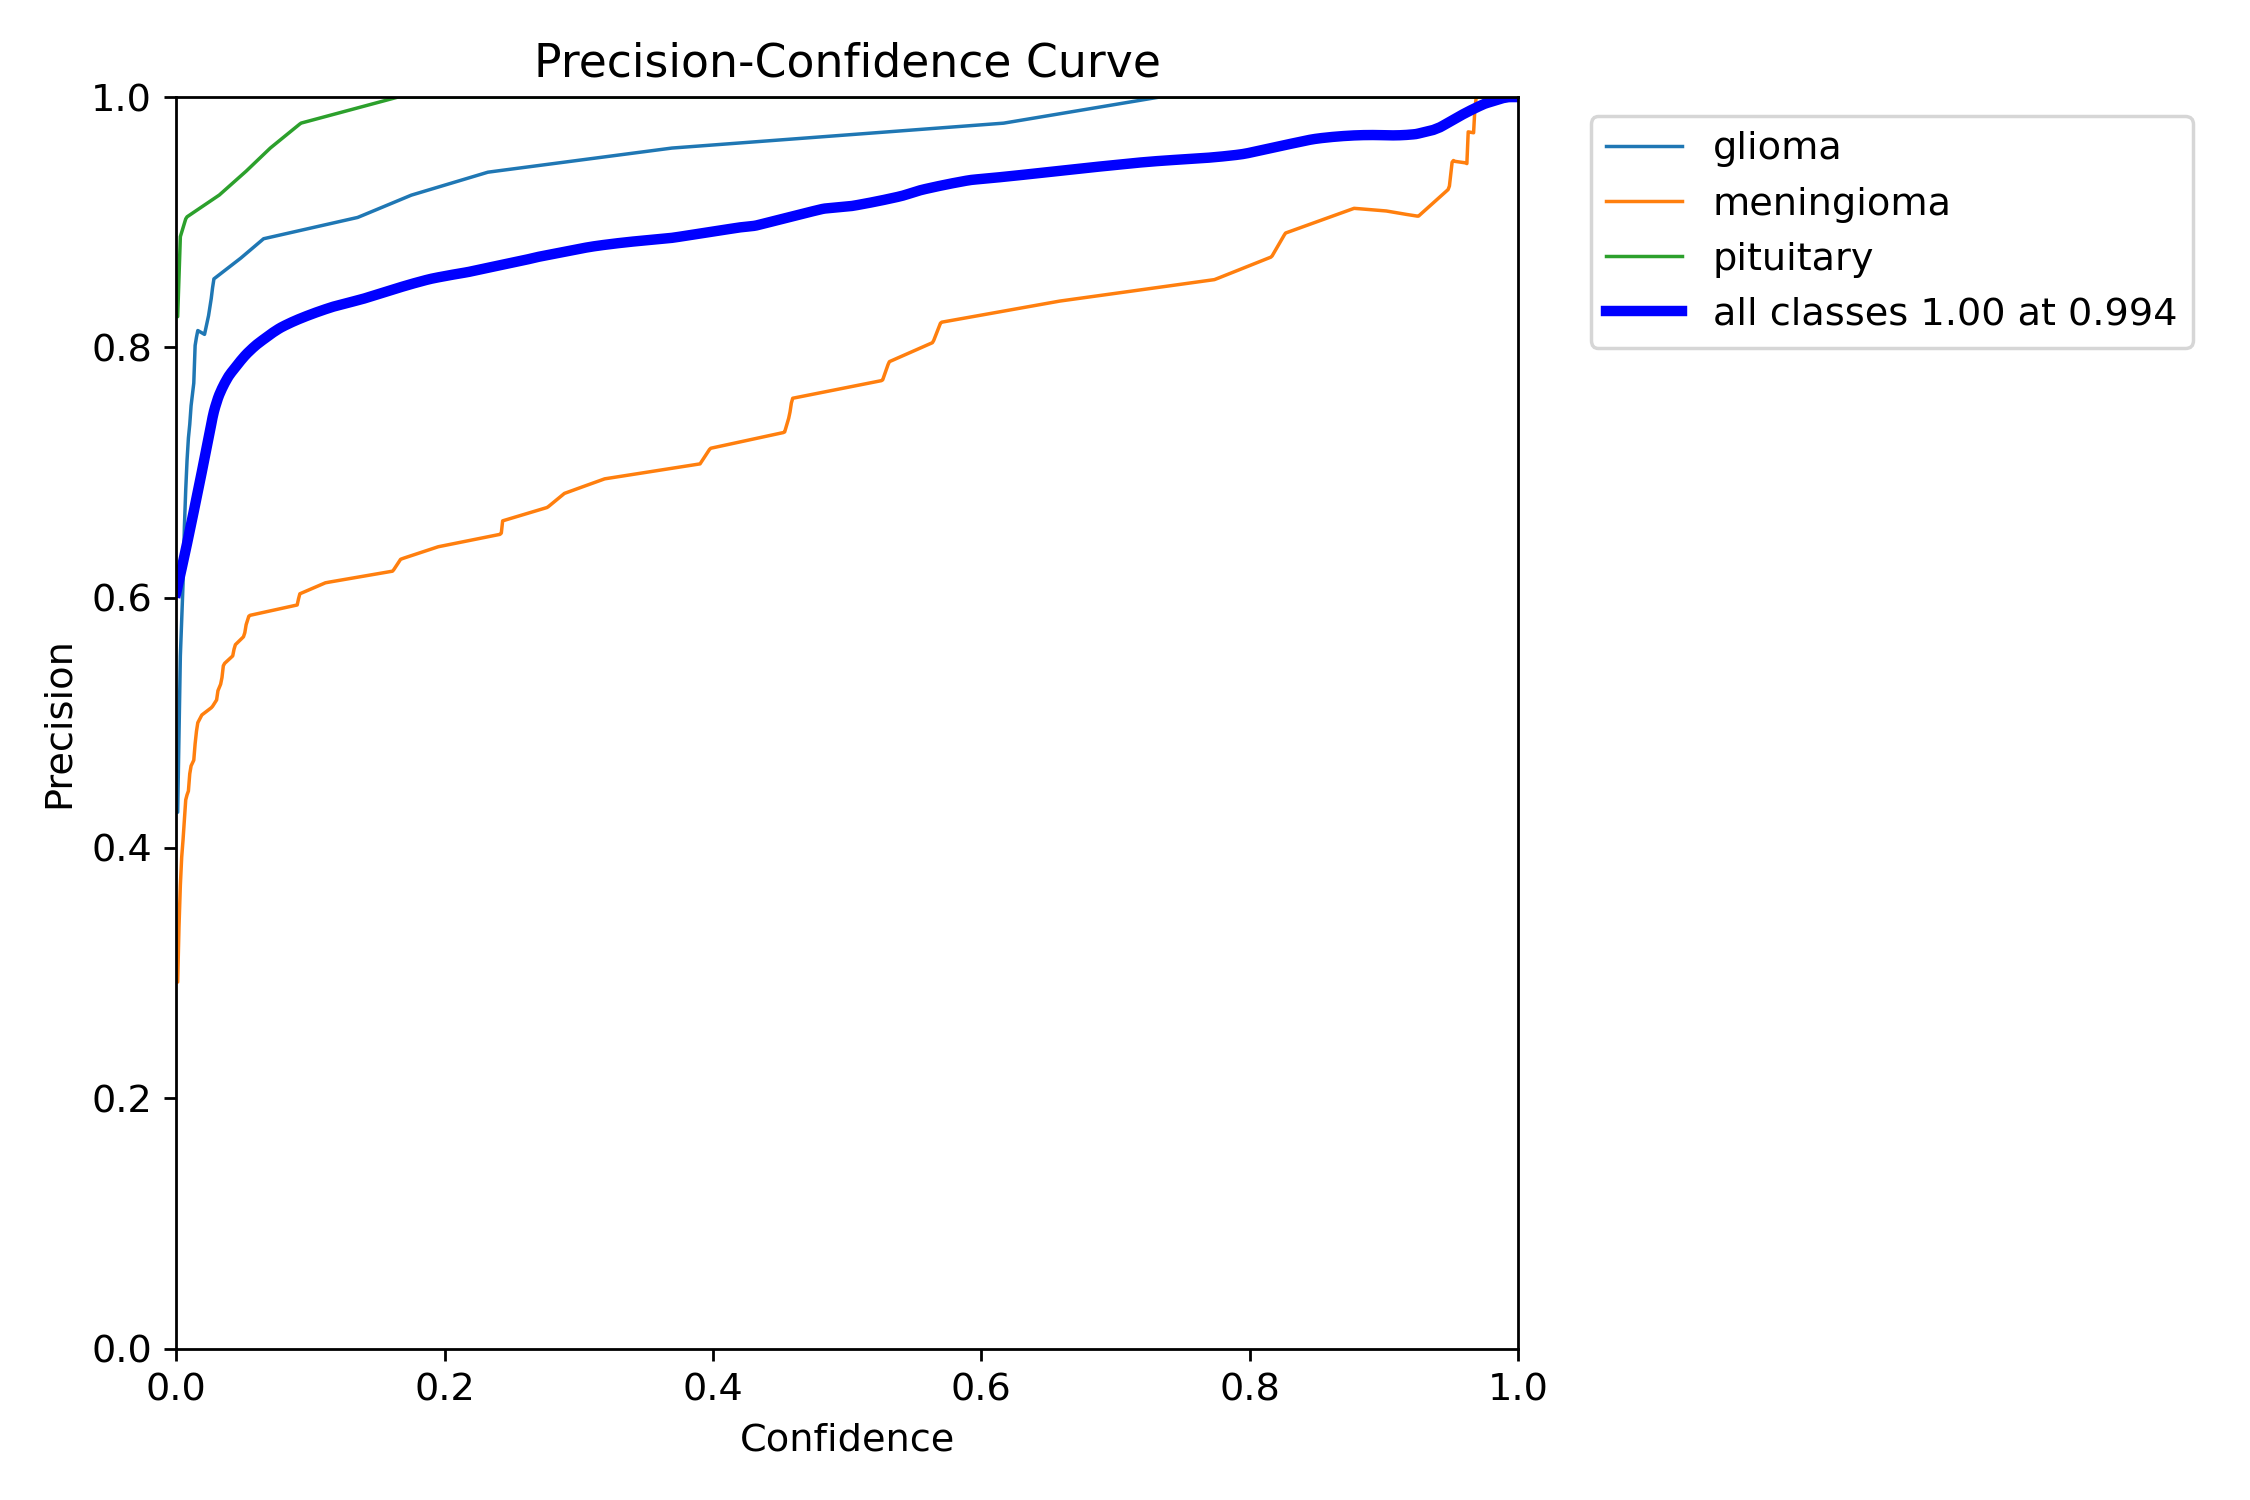 Precision-Confidence Curve
1.0
0.8
0.6
0.4
0.2
0.0
Precision
0.0 0.2 0.4 0.6 0.8 1.0
Confidence
glioma
meningioma
pituitary
all classes 1.00 at 0.994